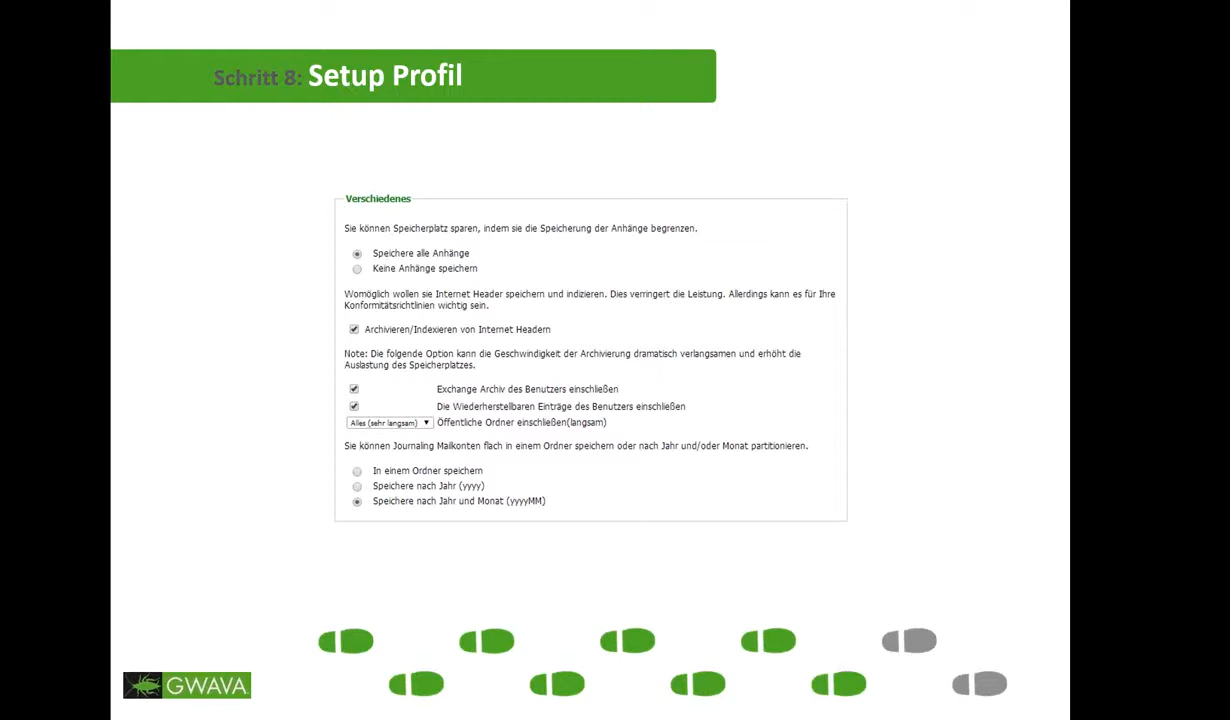 Schritt 8: Setup Profil
Verschiedenes
Sie können Speicherplatz sparen, indem sie die Speicherung der Anhänge begrenzen.
Speichere alle Anhänge
Keine Anhänge speichern
Womöglich wollen sie Internet Header speichern und indizieren. Dies verringert die Leistung. Allerdings kann es für Ihre
Konformitätsrichtlinien wichtig sein.
Archivieren/Indexieren von Internet Headern
Note: Die folgende Option kann die Geschwindigkeit der Archivierung dramatisch verlangsamen und erhöht die
Auslastung des Speicherplatzes.
Exchange Archiv des Benutzers einschließen
Die Wiederherstellbaren Einträge des Benutzers einschließen
Alles (sehr langsam) Öffentliche Ordner einschließen(langsam)
Sie können Journaling Mailkonten flach in einem Ordner speichern oder nach Jahr und/oder Monat partitionieren.
In einem Ordner speichern
Speichere nach Jahr (yyyy)
Speichere nach Jahr und Monat (yyyyMM)
GWAVA